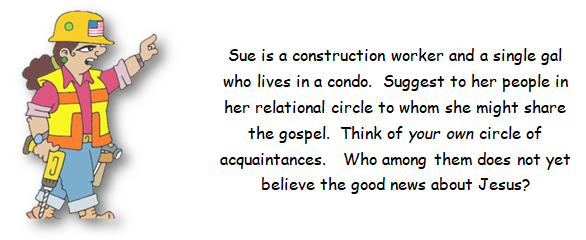 Sue is a construction worker and a single gal
who lives in a condo.  Suggest to her people in
her relational circle to whom she might share
the gospel.  Think of your own circle of
acquaintances.   Who among them does not yet
believe the good news about Jesus?